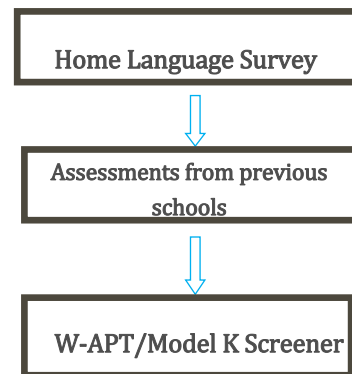 Home Language Survey
Assessments from previous
schools
W-APT/Model K Screener